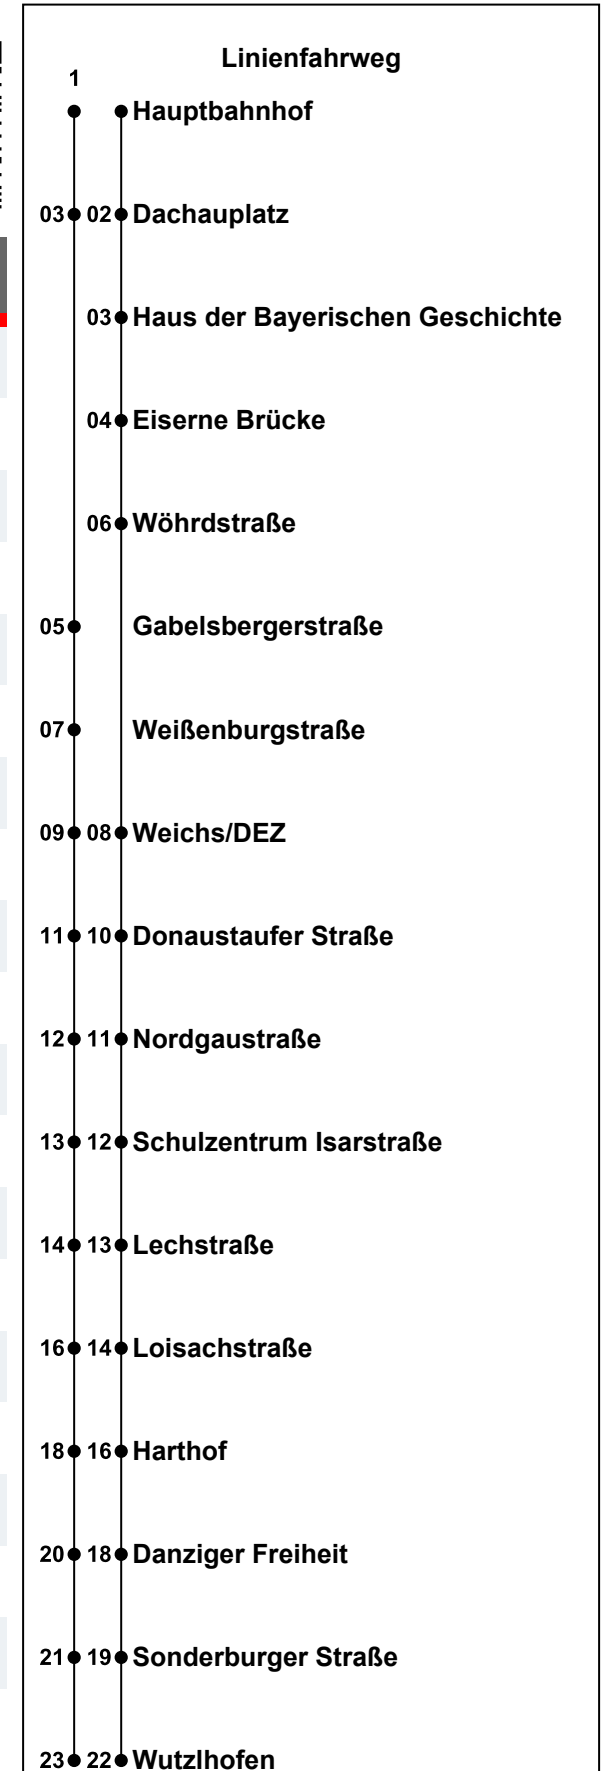 Linienfahrweg
1
Hauptbahnhof
03 02 Dachauplatz
03 Haus der Bayerischen Geschichte
04 Eiserne Brücke
06 Wöhrdstraße
05 Gabelsbergerstraße
07 Weißenburgstraße
09 08 Weichs/DEZ
11 10 Donaustaufer Straße
12 11 Nordgaustraße
13 12 Schulzentrum Isarstraße
14 13 Lechstraße
16 14 Loisachstraße
18 16 Harthof
20 18 Danziger Freiheit
21 19 Sonderburger Straße
23 22 Wutzlhofen